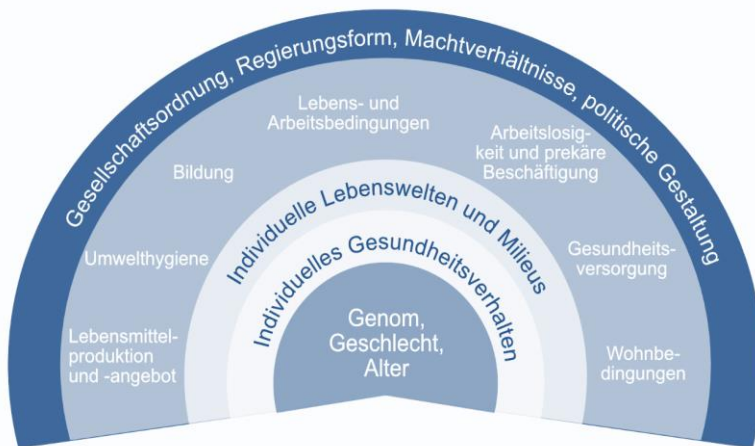 Gesellschaftsordnung, Regierungsform, Machtverhältnisse, politische Gestaltung
Lebens- und
Arbeitsbedingungen
Arbeitslosig-
keit und prekäre
Beschäftigung
Bildung
Gesundheits-
versorgung
Umwelthygiene
Lebensmittel-
produktion
und -angebot
Wohnbe-
dingungen
Individuelle Lebenswelten und Milieus
Individuelles Gesundheitsverhalten
Genom,
Geschlecht,
Alter